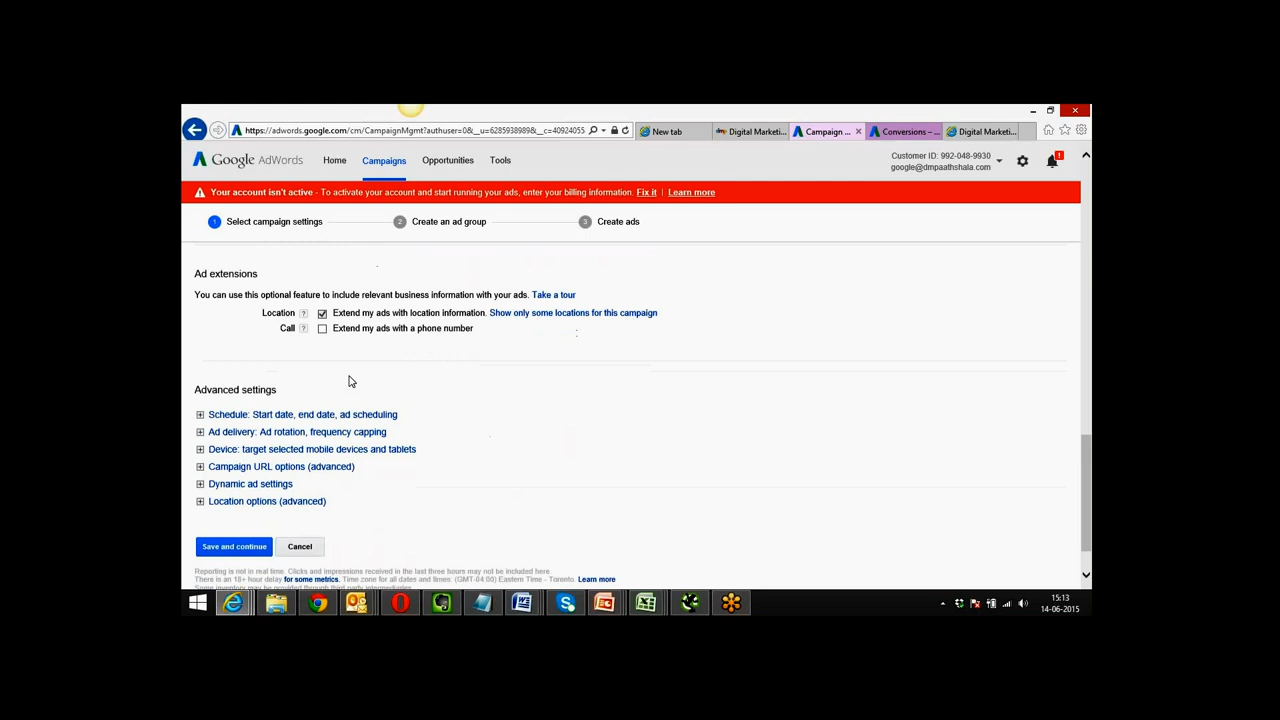 https://adwords.google.com/cm/CampaignMgmt?authuser=0&__u=6285938989&__c=40924055
New tab
Digital Marketi...
Campaign ...
Conversions – ...
Digital Marketi...
Google AdWords
Home
Campaigns
Opportunities
Tools
Customer ID: 992-048-9930
google@dmpaathshala.com
!
Your account isn't active - To activate your account and start running your ads, enter your billing information. Fix it | Learn more
1 Select campaign settings
2 Create an ad group
3 Create ads
Ad extensions
You can use this optional feature to include relevant business information with your ads. Take a tour
Location ? Extend my ads with location information. Show only some locations for this campaign
Call ? Extend my ads with a phone number
Advanced settings
Schedule: Start date, end date, ad scheduling
Ad delivery: Ad rotation, frequency capping
Device: target selected mobile devices and tablets
Campaign URL options (advanced)
Dynamic ad settings
Location options (advanced)
Save and continue
Cancel
Reporting is not in real time. Clicks and impressions received in the last three hours may not be included here.
There is an 18+ hour delay for some metrics. Time zone for all dates and times: (GMT-04:00) Eastern Time - Toronto. Learn more
Some inventory may be provided through third party intermediaries.
15:13
14-06-2015